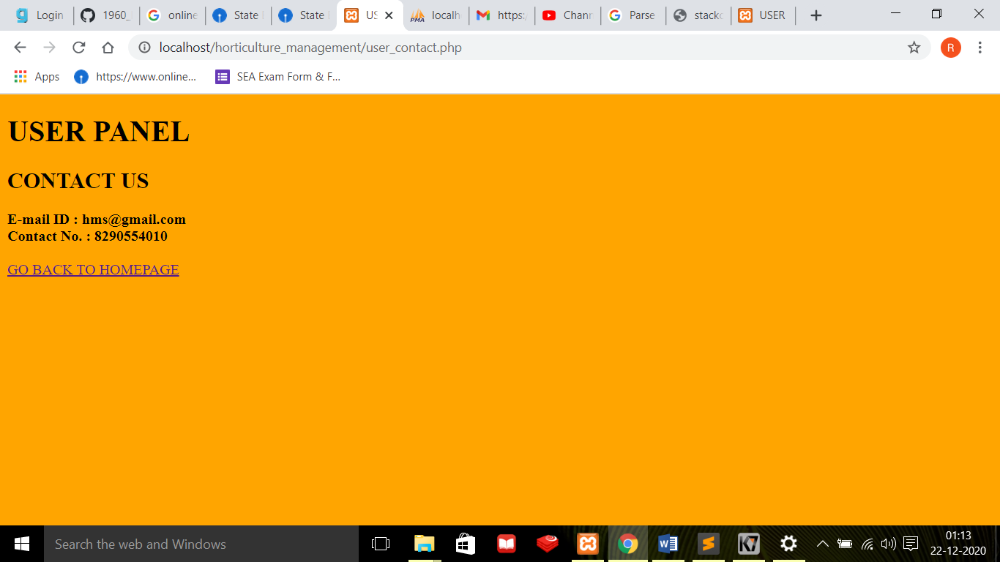 Login 1960_ online State State US localh https:/ Chann Parse stacko USER
localhost/horticulture_management/user_contact.php R
Apps https://www.online... SEA Exam Form & F...
USER PANEL
CONTACT US
E-mail ID : hms@gmail.com
Contact No. : 8290554010
GO BACK TO HOMEPAGE
Search the web and Windows
01:13
22-12-2020